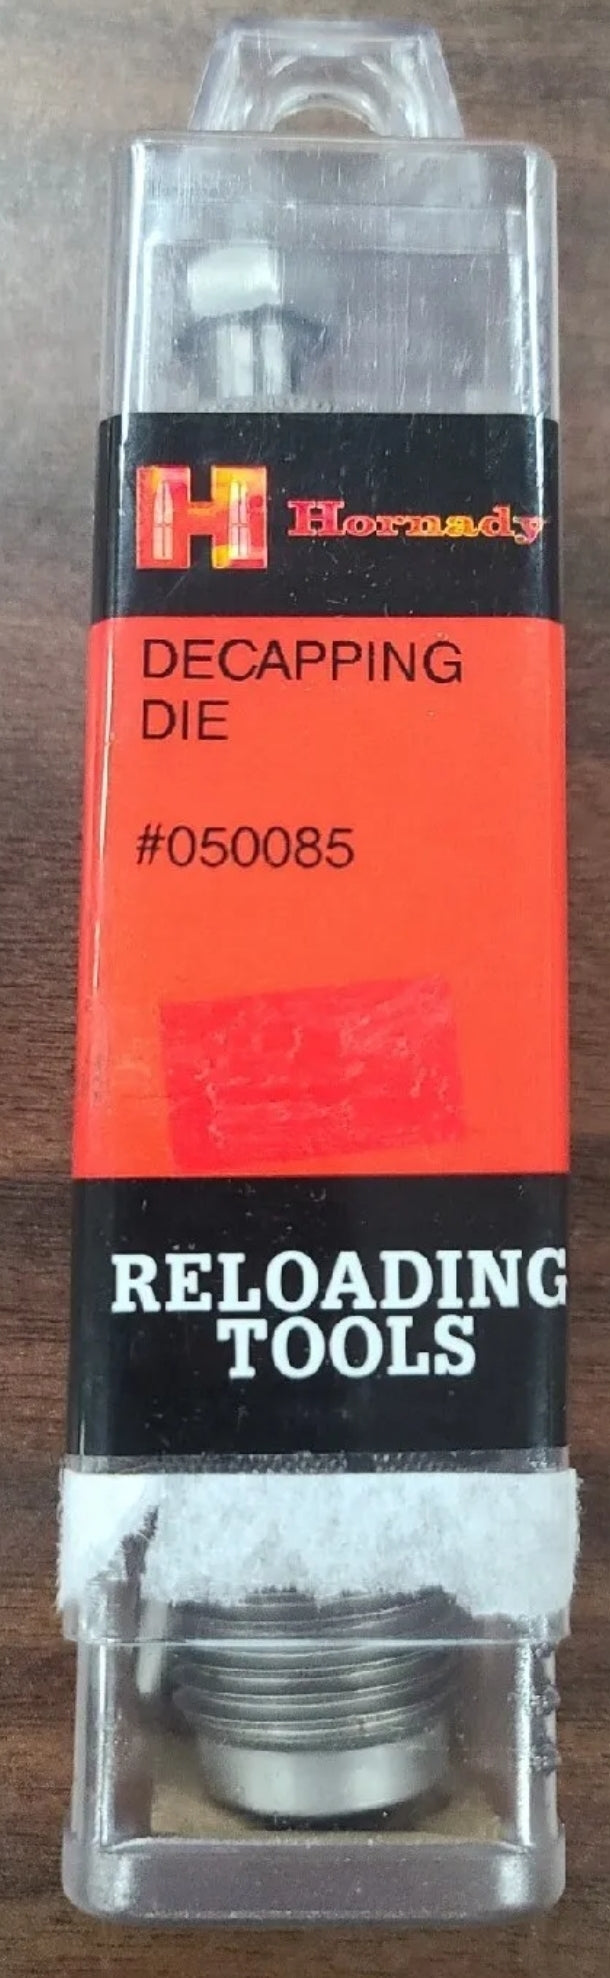 H Hornady
DECAPPING
DIE
#050085
RELOADING
TOOLS